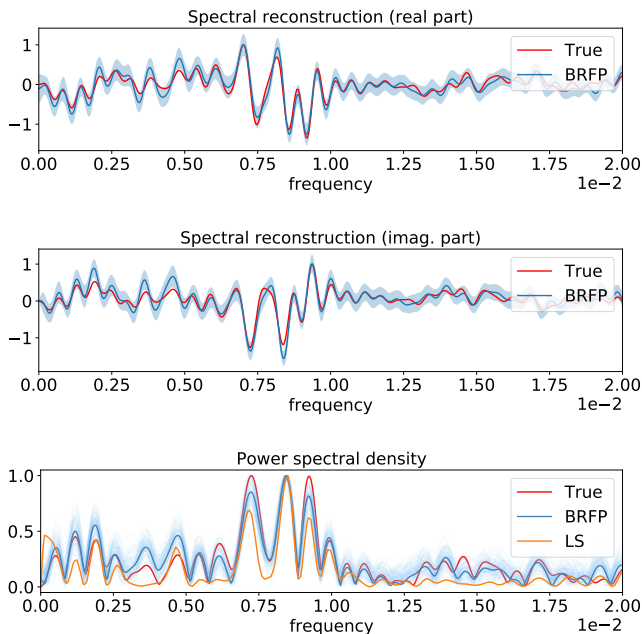 Spectral reconstruction (real part)
1
0
−1
True
BRFP
0.00 0.25 0.50 0.75 1.00 1.25 1.50 1.75 2.00
frequency
1e−2
Spectral reconstruction (imag. part)
1
0
−1
True
BRFP
0.00 0.25 0.50 0.75 1.00 1.25 1.50 1.75 2.00
frequency
1e−2
Power spectral density
1.0
0.5
0.0
True
BRFP
LS
0.00 0.25 0.50 0.75 1.00 1.25 1.50 1.75 2.00
frequency
1e−2